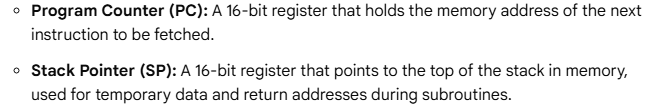 ◦ Program Counter (PC): A 16-bit register that holds the memory address of the next
instruction to be fetched.
◦ Stack Pointer (SP): A 16-bit register that points to the top of the stack in memory,
used for temporary data and return addresses during subroutines.